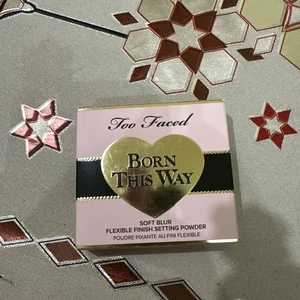 Too Faced
BORN
THIS WAY
SOFT BLUR
FLEXIBLE FINISH SETTING POWDER
POUDRE FIXANTE AU FINI FLEXIBLE